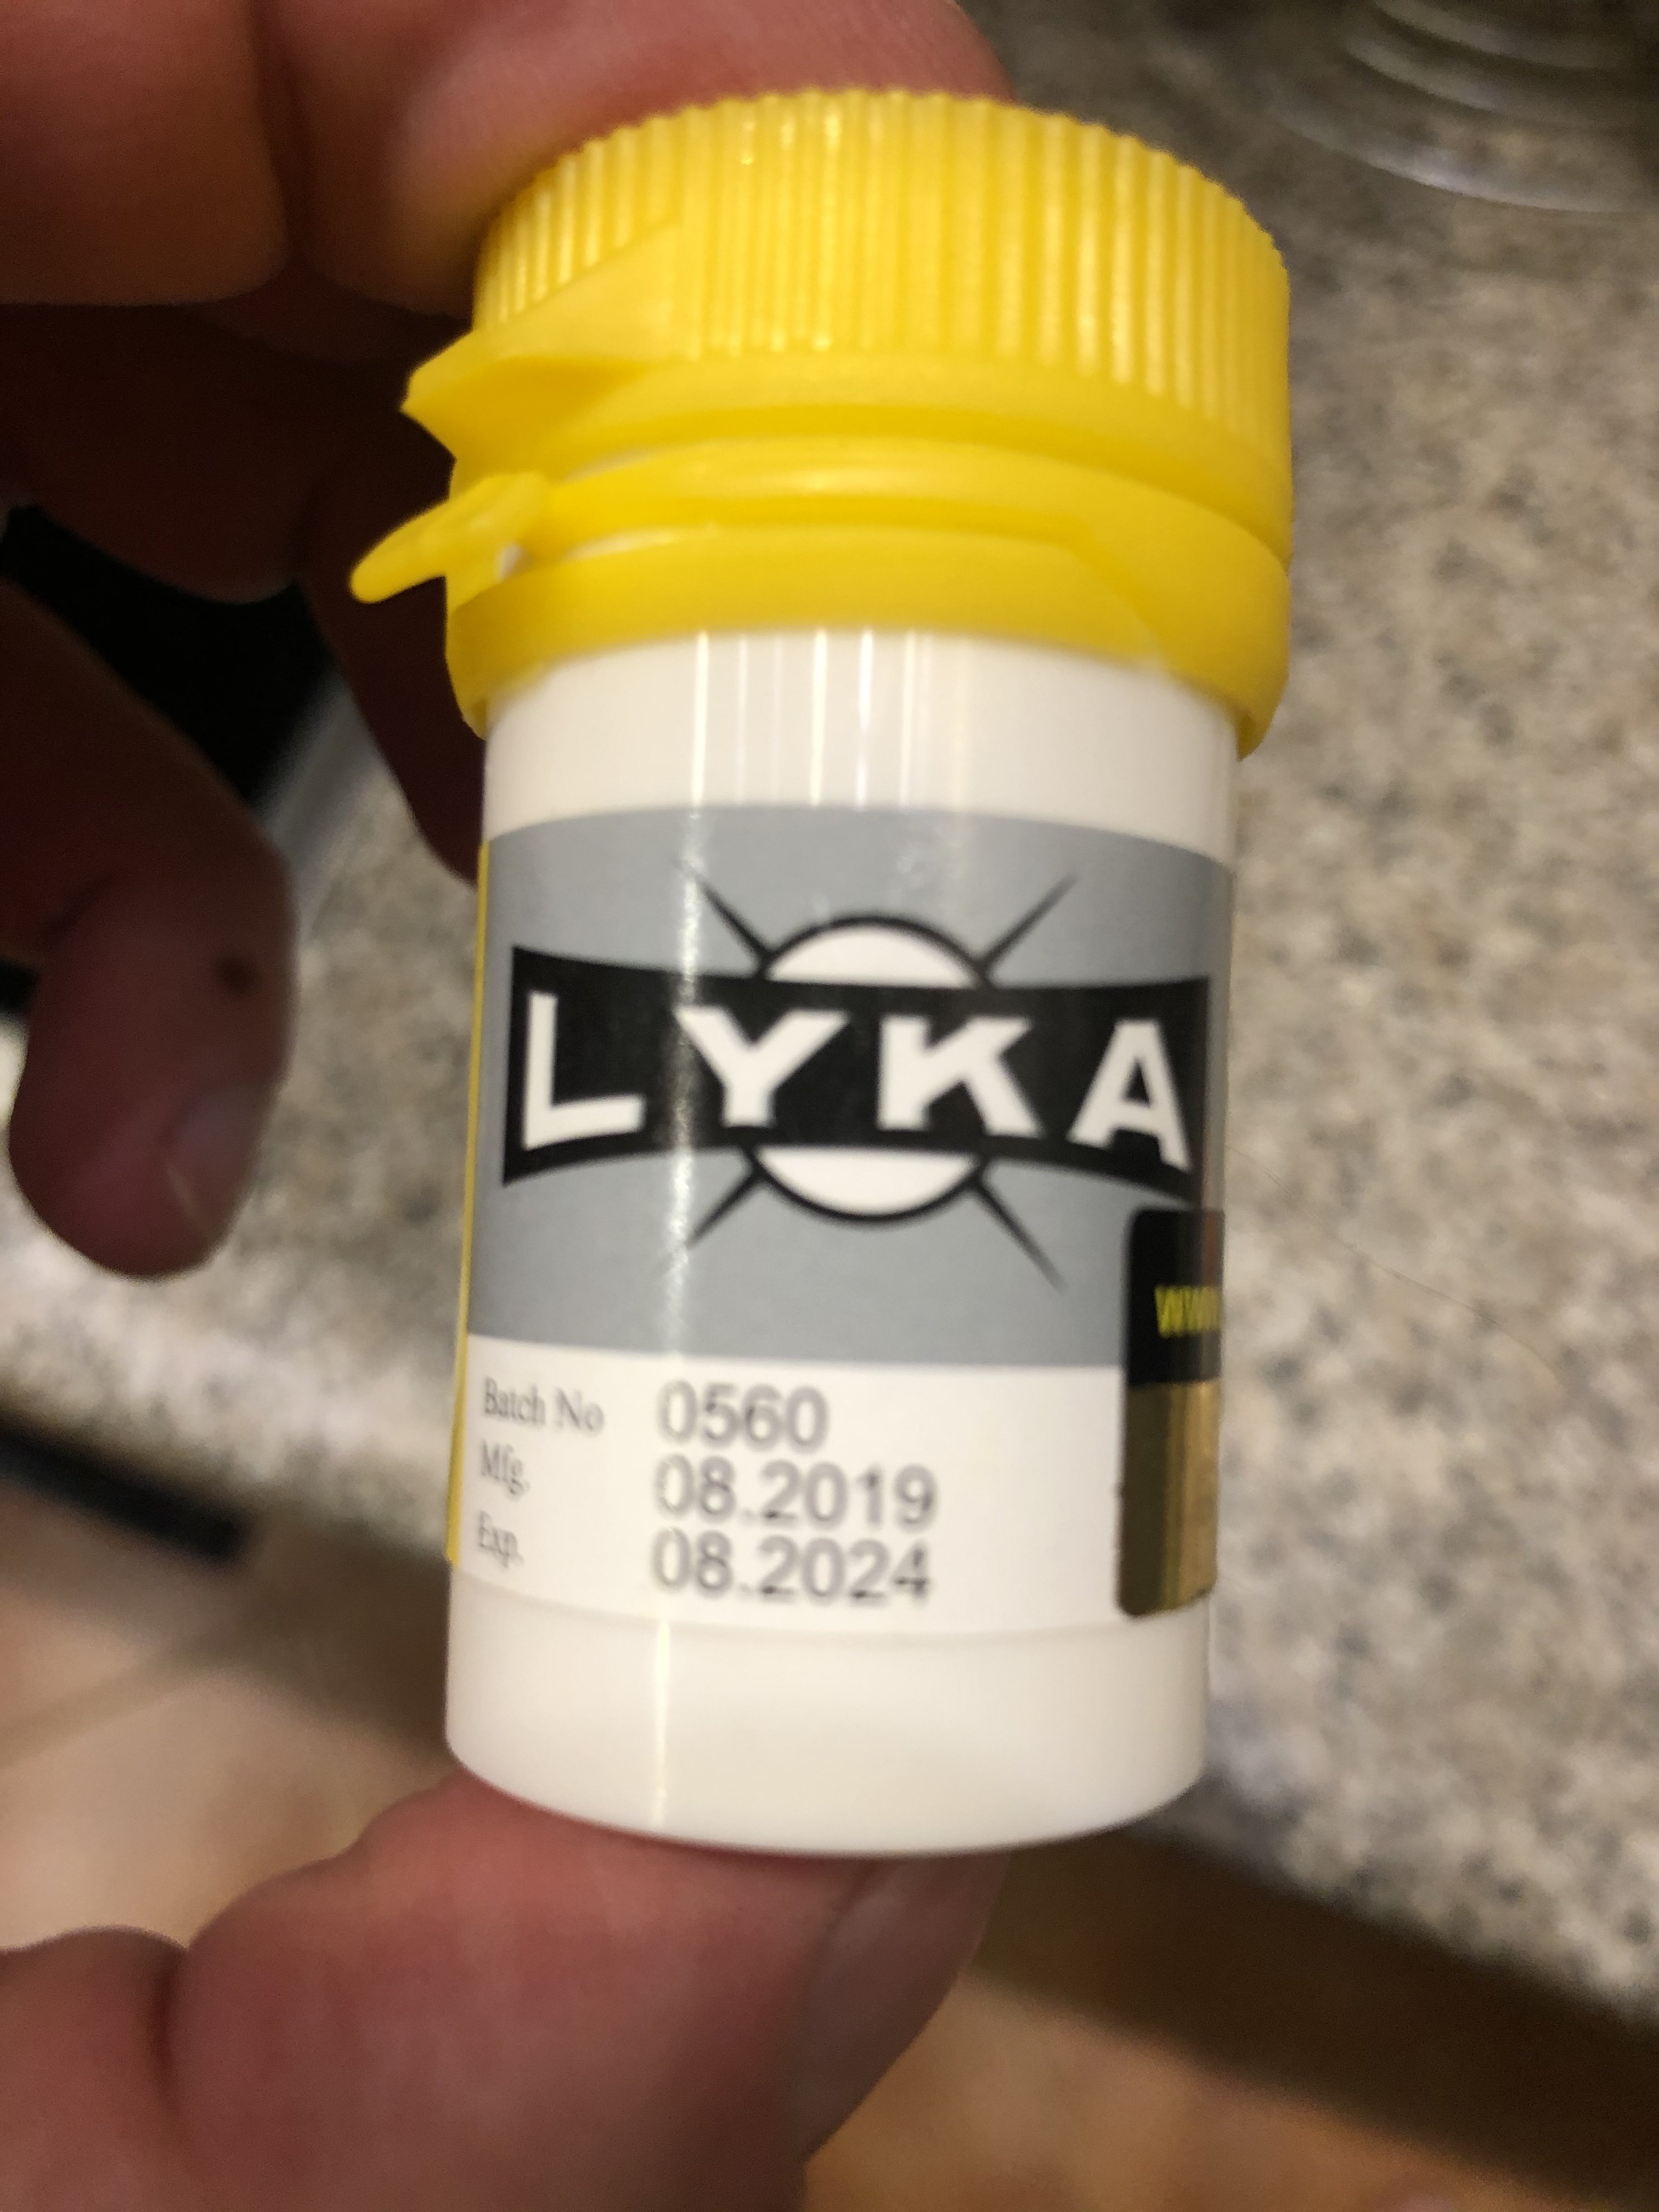 LYKA
Batch No 0560
Mfg. 08.2019
Exp. 08.2024